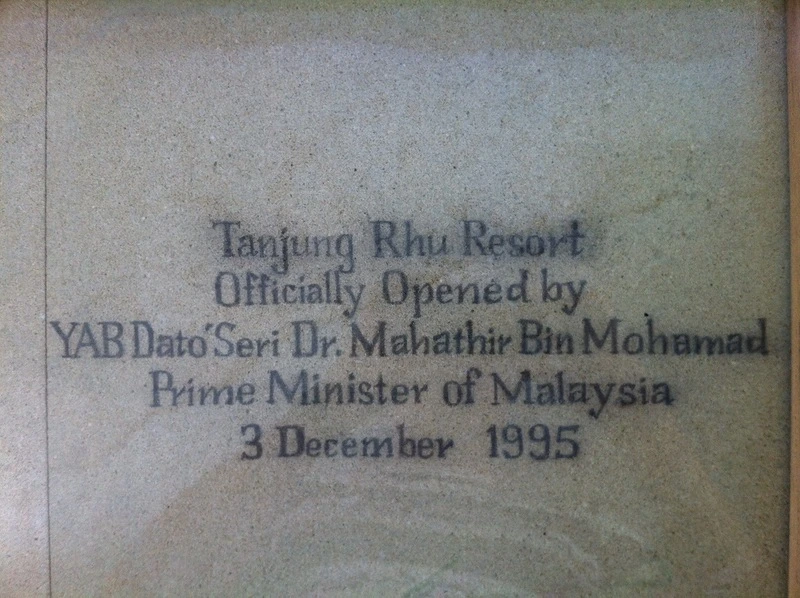 Tanjung Rhu Resort
Officially Opened by
YAB Dato'Seri Dr. Mahathir Bin Mohamad
Prime Minister of Malaysia
3 December 1995